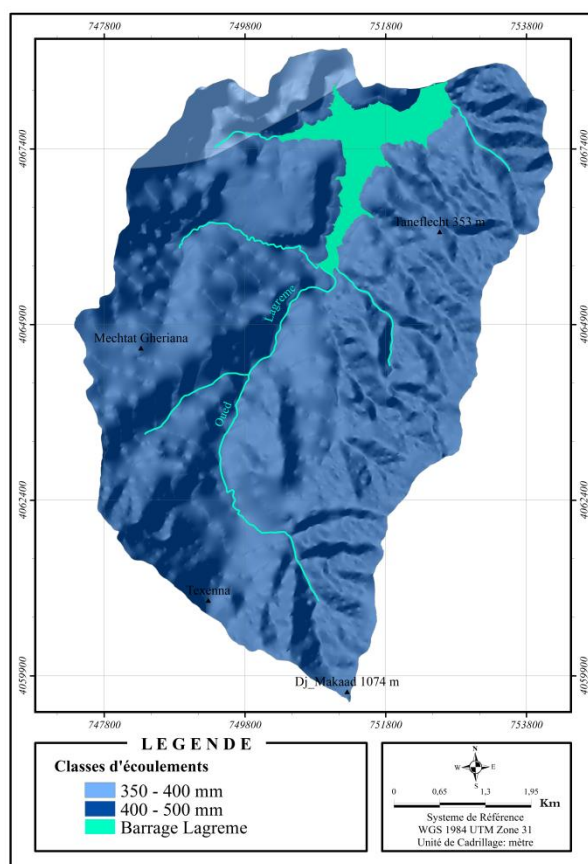 747800 749800 751800 753800
4067400 4067400
Taneflecht 353 m
Lagreme
4064900 4064900
Mechtat Gheriana
Oued
4062400 4062400
Texenna
4059900 4059900
Dj_Makaad 1074 m
747800 749800 751800 753800
LEGENDE
Classes d'écoulements
350 - 400 mm
400 - 500 mm
Barrage Lagreme
N
W E
S
0 0,65 1,3 1,95
Km
Systeme de Référence
WGS 1984 UTM Zone 31
Unité de Cadrillage: mètre